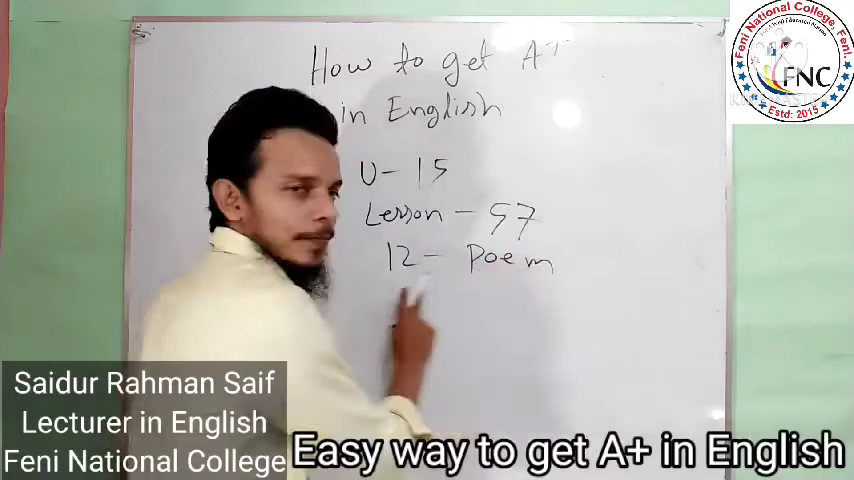 How to get A+
in English
U - 15
Lesson - 57
12 - Poem
Feni National College, Feni.
FNC
Estd: 2015
Saidur Rahman Saif
Lecturer in English
Feni National College
Easy way to get A+ in English